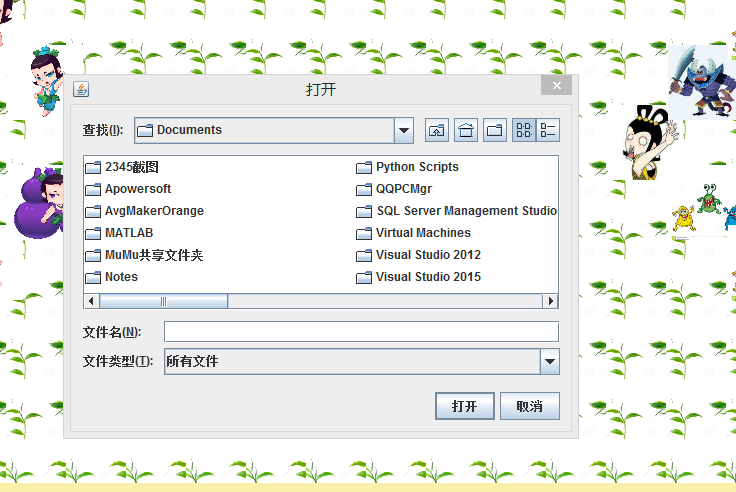 打开
查找(I):
Documents
2345截图
Apowersoft
AvgMakerOrange
MATLAB
MuMu共享文件夹
Notes
Python Scripts
QQPCMgr
SQL Server Management Studio
Virtual Machines
Visual Studio 2012
Visual Studio 2015
文件名(N):
文件类型(T): 所有文件
打开 取消